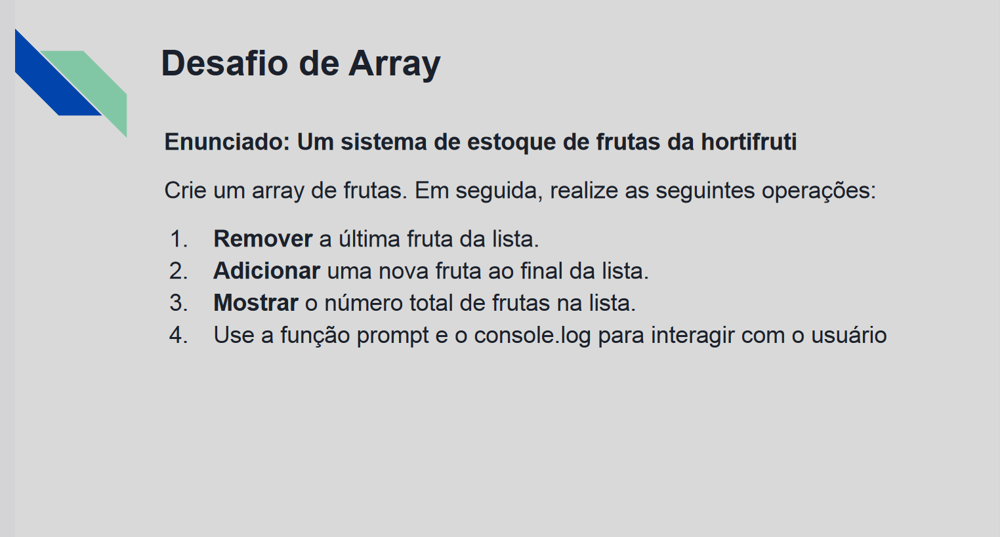 Desafio de Array
Enunciado: Um sistema de estoque de frutas da hortifruti
Crie um array de frutas. Em seguida, realize as seguintes operações:
1. Remover a última fruta da lista.
2. Adicionar uma nova fruta ao final da lista.
3. Mostrar o número total de frutas na lista.
4. Use a função prompt e o console.log para interagir com o usuário